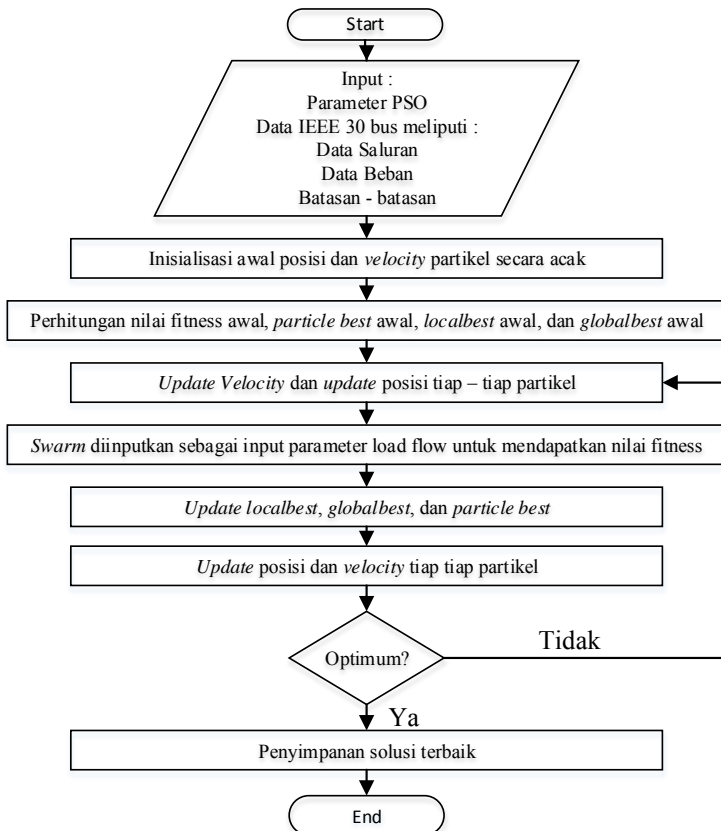 Start
Input :
Parameter PSO
Data IEEE 30 bus meliputi :
Data Saluran
Data Beban
Batasan - batasan
Inisialisasi awal posisi dan velocity partikel secara acak
Perhitungan nilai fitness awal, particle best awal, localbest awal, dan globalbest awal
Update Velocity dan update posisi tiap – tiap partikel
Swarm diinputkan sebagai input parameter load flow untuk mendapatkan nilai fitness
Update localbest, globalbest, dan particle best
Update posisi dan velocity tiap tiap partikel
Optimum?
Tidak
Ya
Penyimpanan solusi terbaik
End